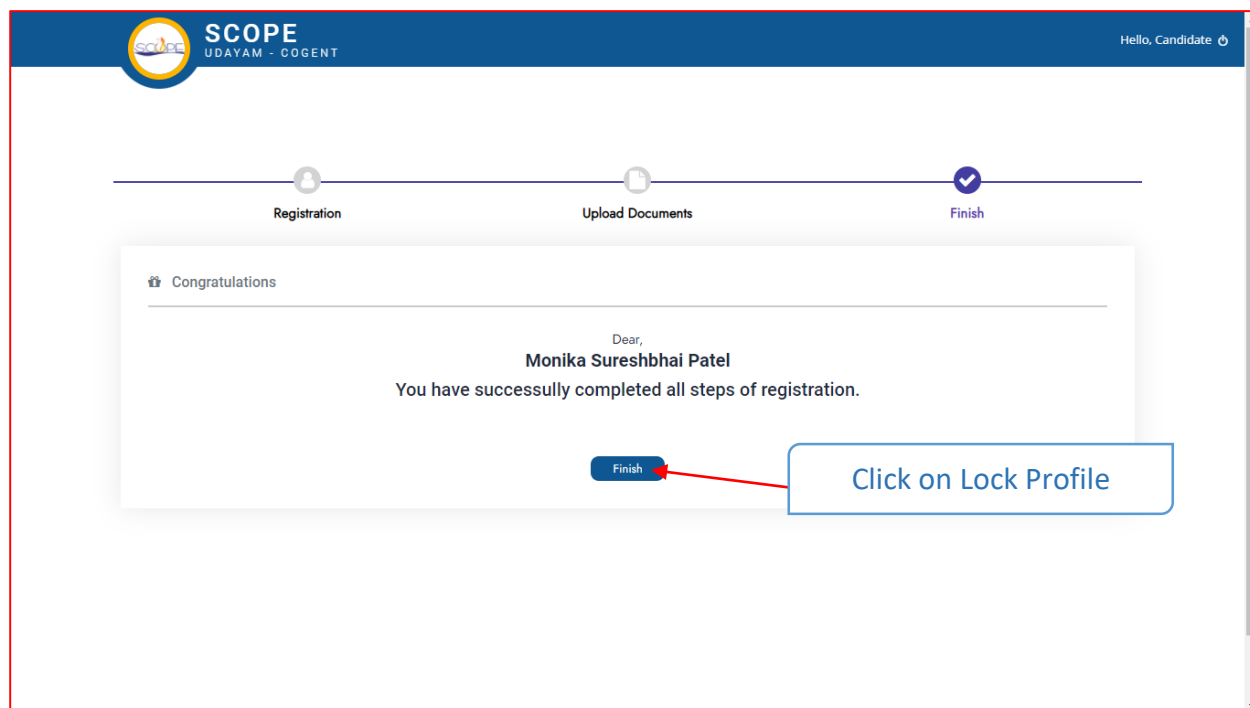 SCOPE
SCOPE
UDAYAM - COGENT
Hello, Candidate
Registration
Upload Documents
Finish
Congratulations
Dear,
Monika Sureshbhai Patel
You have successully completed all steps of registration.
Finish
Click on Lock Profile